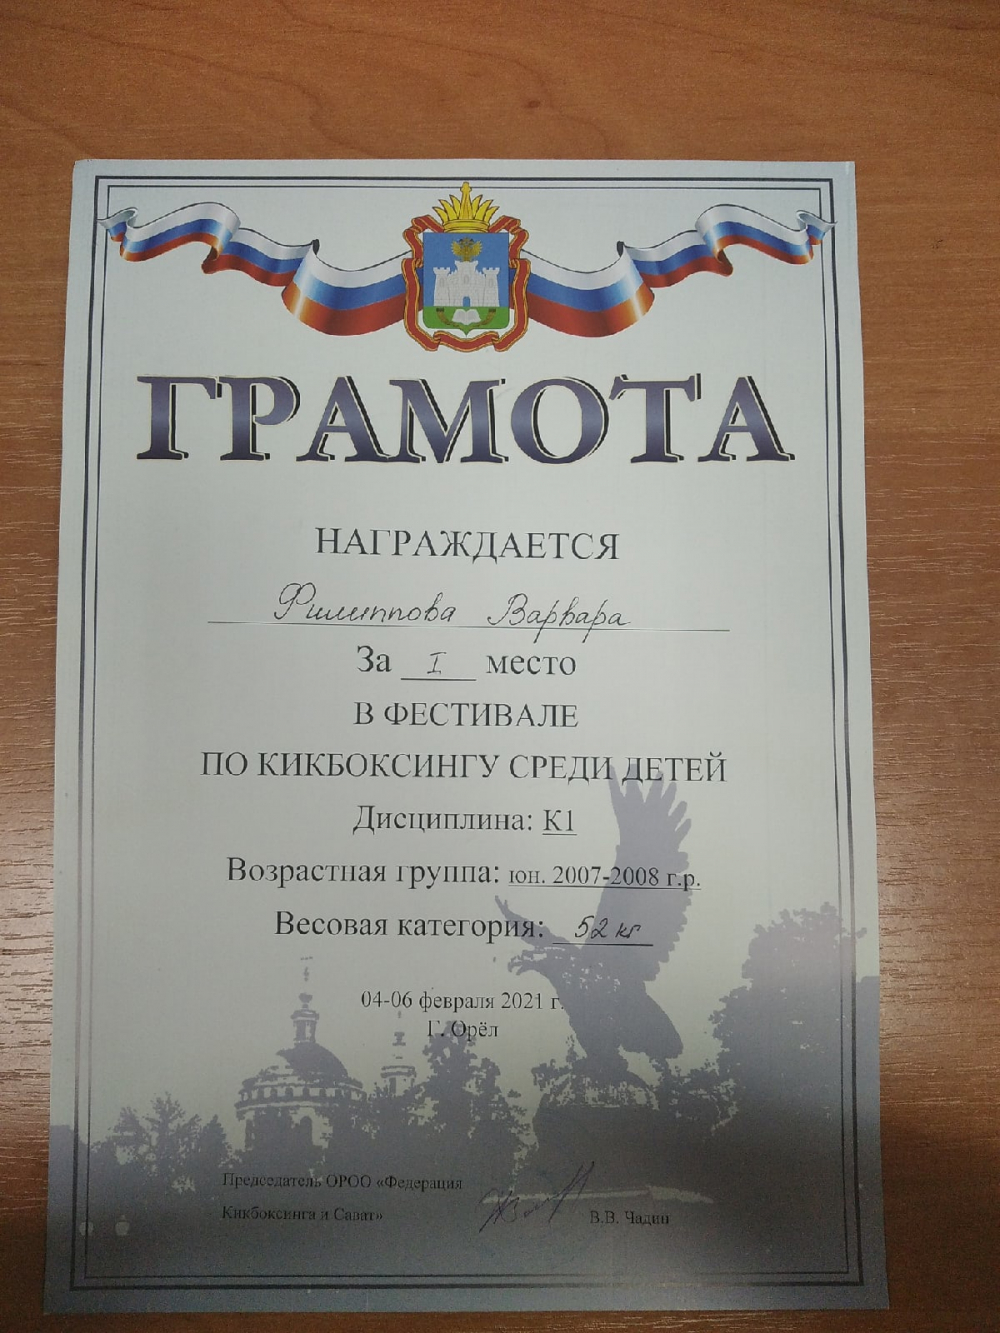 ГРАМОТА
НАГРАЖДАЕТСЯ
Филиппова Варвара
За I место
В ФЕСТИВАЛЕ
ПО КИКБОКСИНГУ СРЕДИ ДЕТЕЙ
Дисциплина: К1
Возрастная группа: юн. 2007-2008 г.р.
Весовая категория: 52 кг
04-06 февраля 2021 г.
Г. Орёл
Председатель ОРОО «Федерация
Кикбоксинга и Сават»
В.В. Чадин